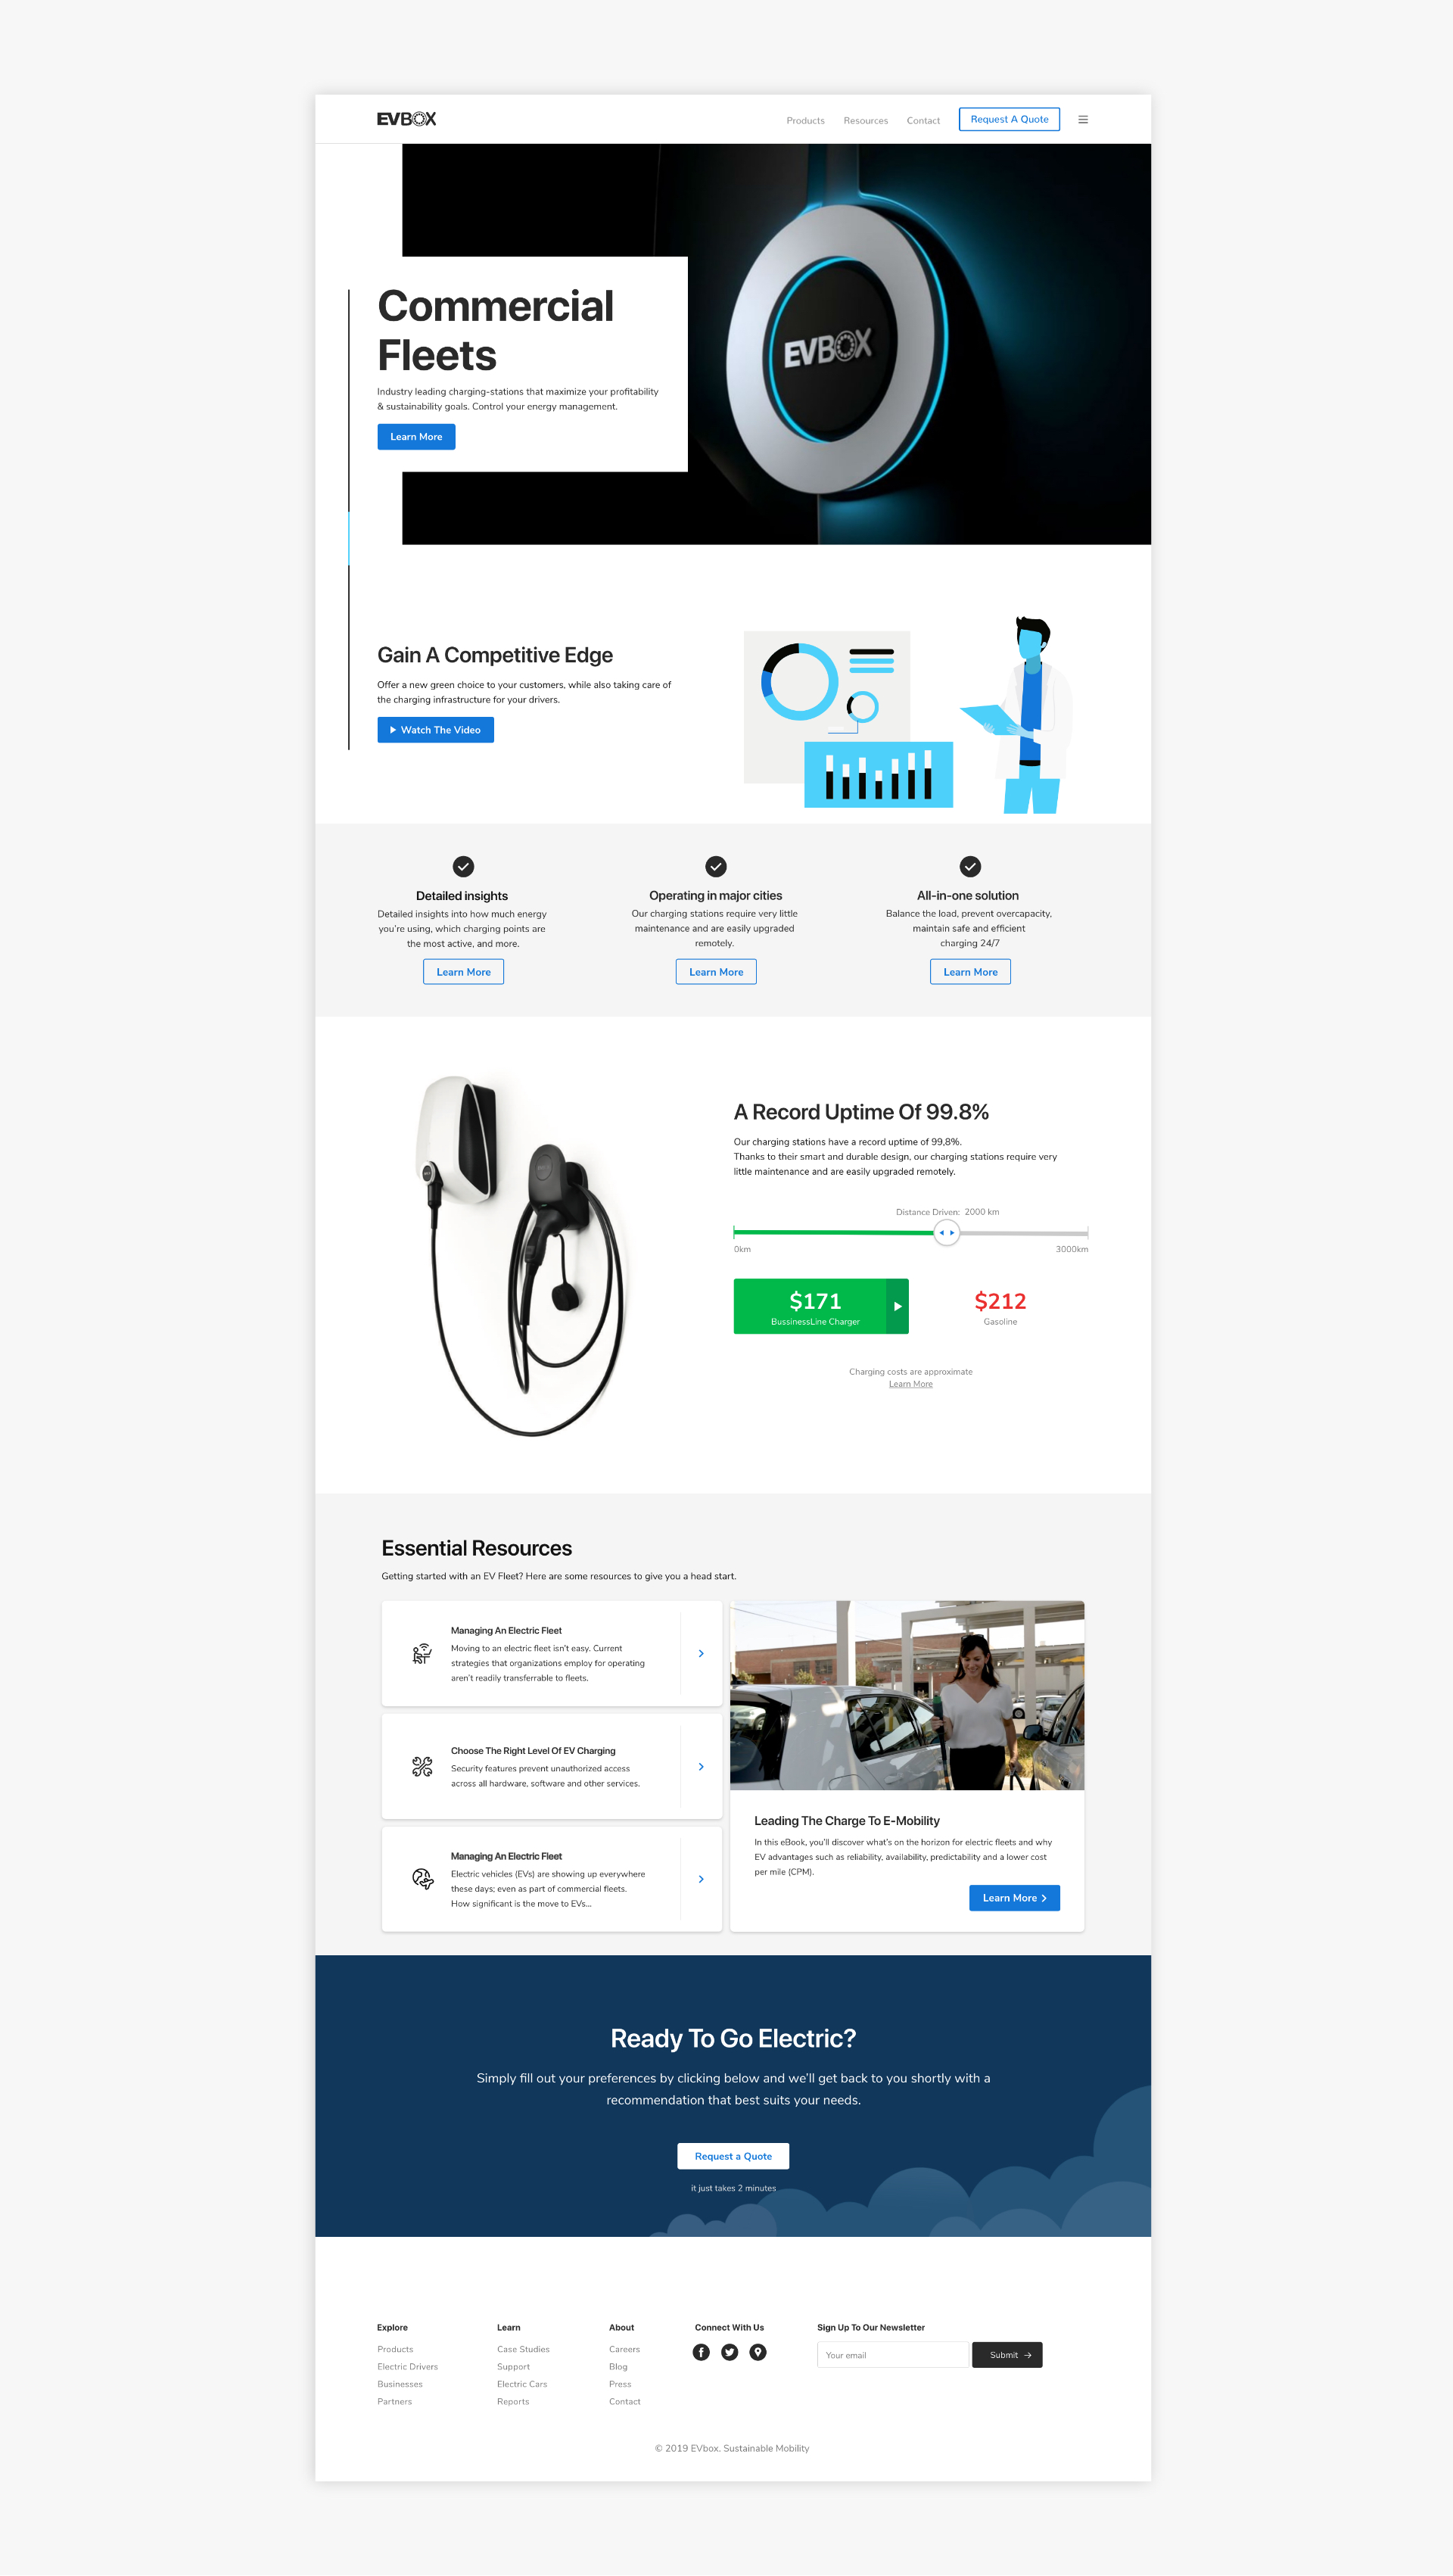 EVBOX
Products
Resources
Contact
Request A Quote
EVBOX
Commercial
Fleets
Industry leading charging-stations that maximize your profitability
& sustainability goals. Control your energy management.
Learn More
Gain A Competitive Edge
Offer a new green choice to your customers, while also taking care of
the charging infrastructure for your drivers.
Watch The Video
Detailed insights
Detailed insights into how much energy
you're using, which charging points are
the most active, and more.
Learn More
Operating in major cities
Our charging stations require very little
maintenance and are easily upgraded
remotely.
Learn More
All-in-one solution
Balance the load, prevent overcapacity,
maintain safe and efficient
charging 24/7
Learn More
A Record Uptime Of 99.8%
Our charging stations have a record uptime of 99,8%.
Thanks to their smart and durable design, our charging stations require very
little maintenance and are easily upgraded remotely.
Distance Driven: 2000 km
0km
3000km
$171
BussinessLine Charger
$212
Gasoline
Charging costs are approximate
Learn More
Essential Resources
Getting started with an EV Fleet? Here are some resources to give you a head start.
Managing An Electric Fleet
Moving to an electric fleet isn't easy. Current
strategies that organizations employ for operating
aren't readily transferrable to fleets.
Choose The Right Level Of EV Charging
Security features prevent unauthorized access
across all hardware, software and other services.
Managing An Electric Fleet
Electric vehicles (EVs) are showing up everywhere
these days; even as part of commercial fleets.
How significant is the move to EVs...
Leading The Charge To E-Mobility
In this eBook, you'll discover what's on the horizon for electric fleets and why
EV advantages such as reliability, availability, predictability and a lower cost
per mile (CPM).
Learn More
Ready To Go Electric?
Simply fill out your preferences by clicking below and we'll get back to you shortly with a
recommendation that best suits your needs.
Request a Quote
it just takes 2 minutes
Explore
Products
Electric Drivers
Businesses
Partners
Learn
Case Studies
Support
Electric Cars
Reports
About
Careers
Blog
Press
Contact
Connect With Us
Sign Up To Our Newsletter
Your email
Submit
© 2019 EVbox. Sustainable Mobility